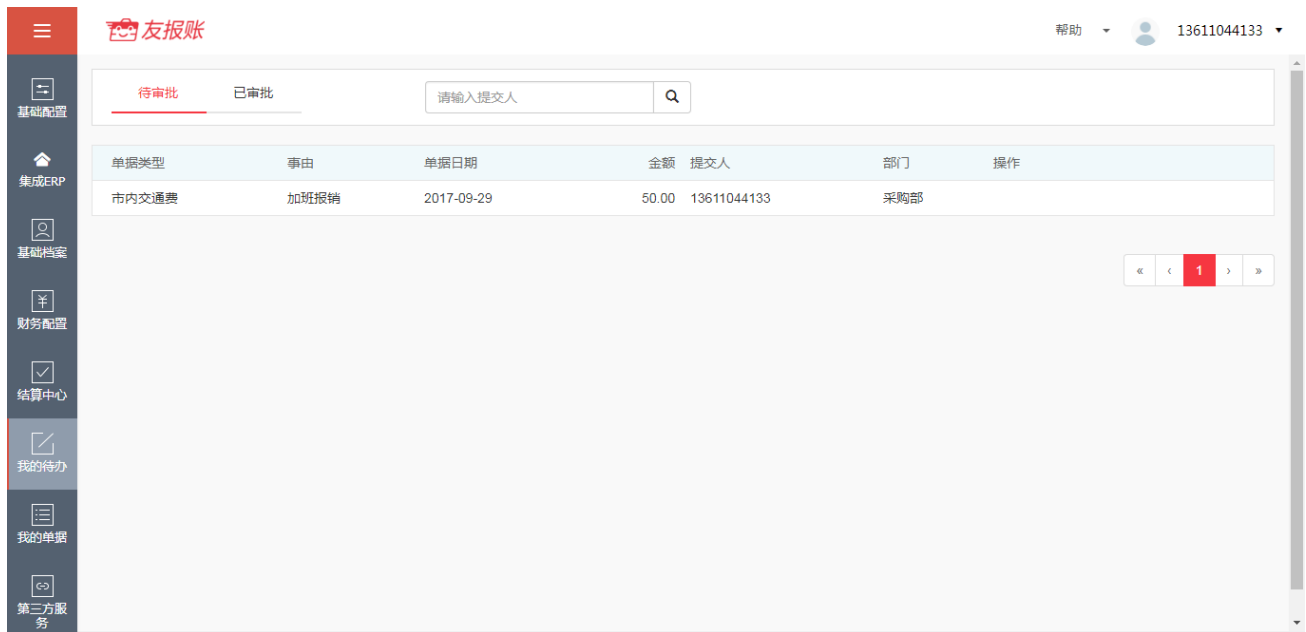 友报账
帮助
13611044133
基础配置
集成ERP
基础档案
财务配置
结算中心
我的待办
我的单据
第三方服
务
待审批 已审批
请输入提交人
单据类型 事由 单据日期 金额 提交人 部门 操作
市内交通费 加班报销 2017-09-29 50.00 13611044133 采购部
« ‹ 1 › »